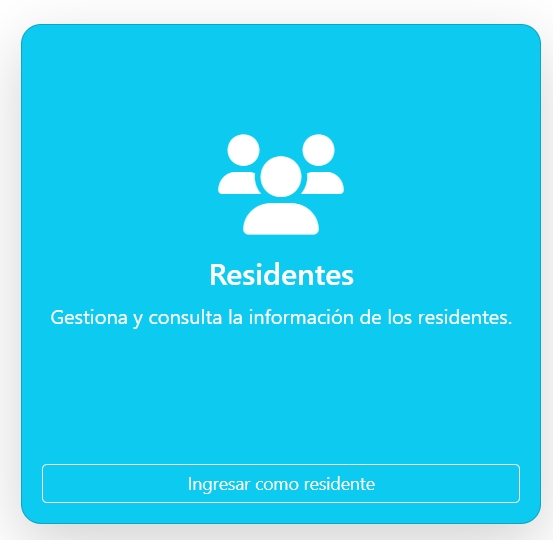 Residentes
Gestiona y consulta la información de los residentes.
Ingresar como residente